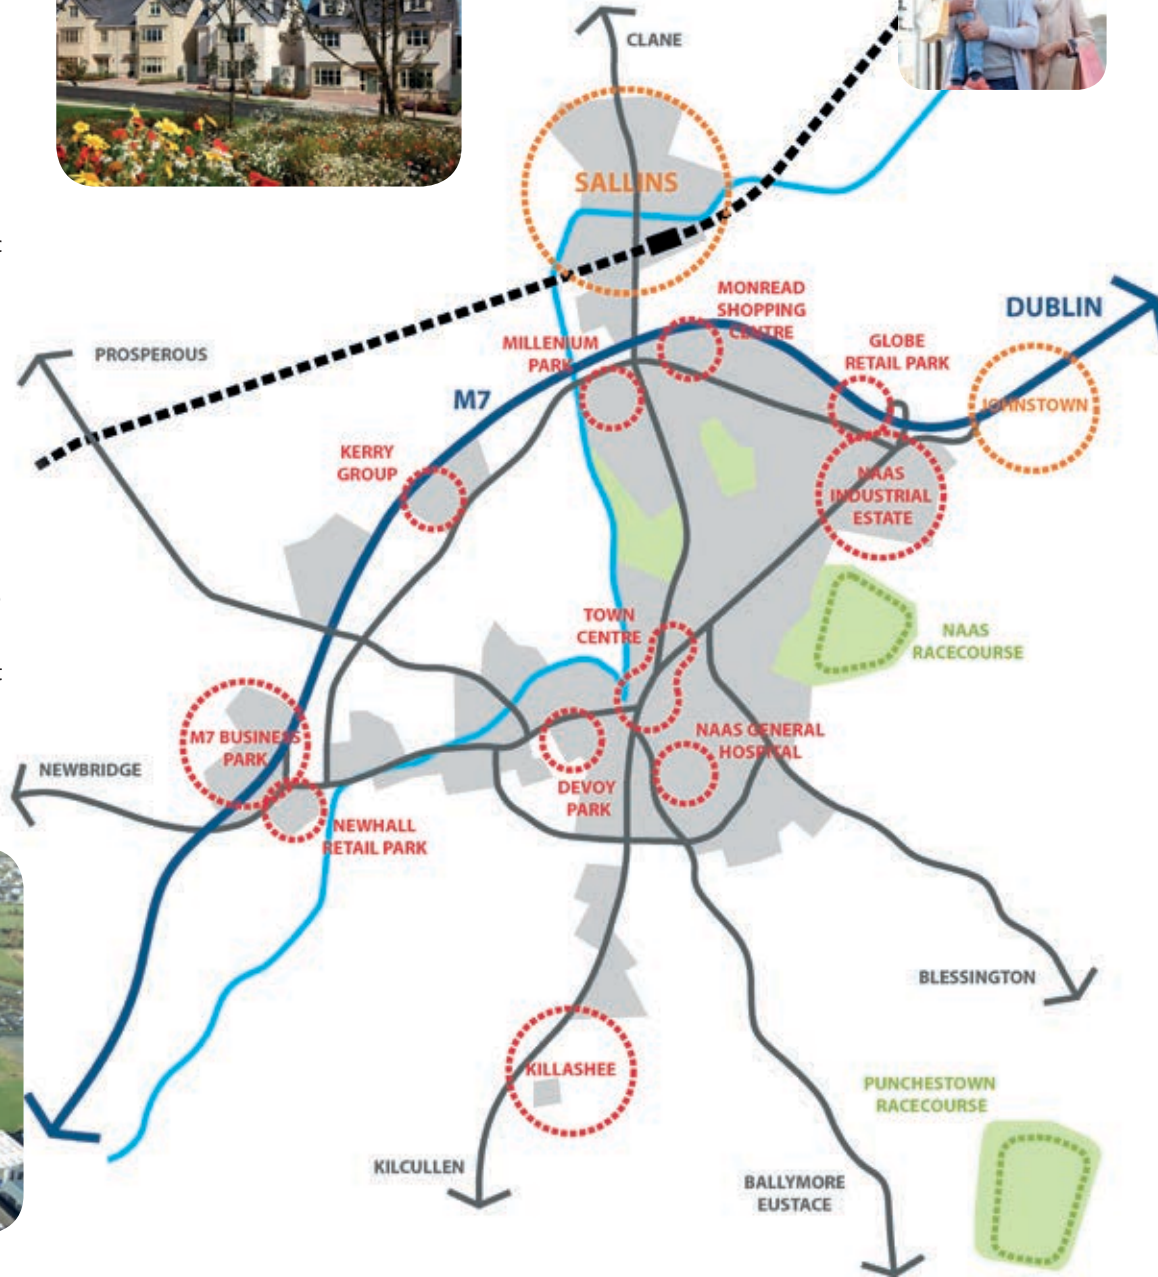 CLANE
SALLINS
MONREAD
SHOPPING
CENTRE
DUBLIN
MILLENIUM
PARK
GLOBE
RETAIL PARK
PROSPEROUS
M7
JOHNSTOWN
KERRY
GROUP
NAAS
INDUSTRIAL
ESTATE
TOWN
CENTRE
NAAS
RACECOURSE
M7 BUSINESS
PARK
NAAS GENERAL
HOSPITAL
NEWBRIDGE
DEVOY
PARK
NEWHALL
RETAIL PARK
BLESSINGTON
KILLASHEE
PUNCHESTOWN
RACECOURSE
KILCULLEN
BALLYMORE
EUSTACE